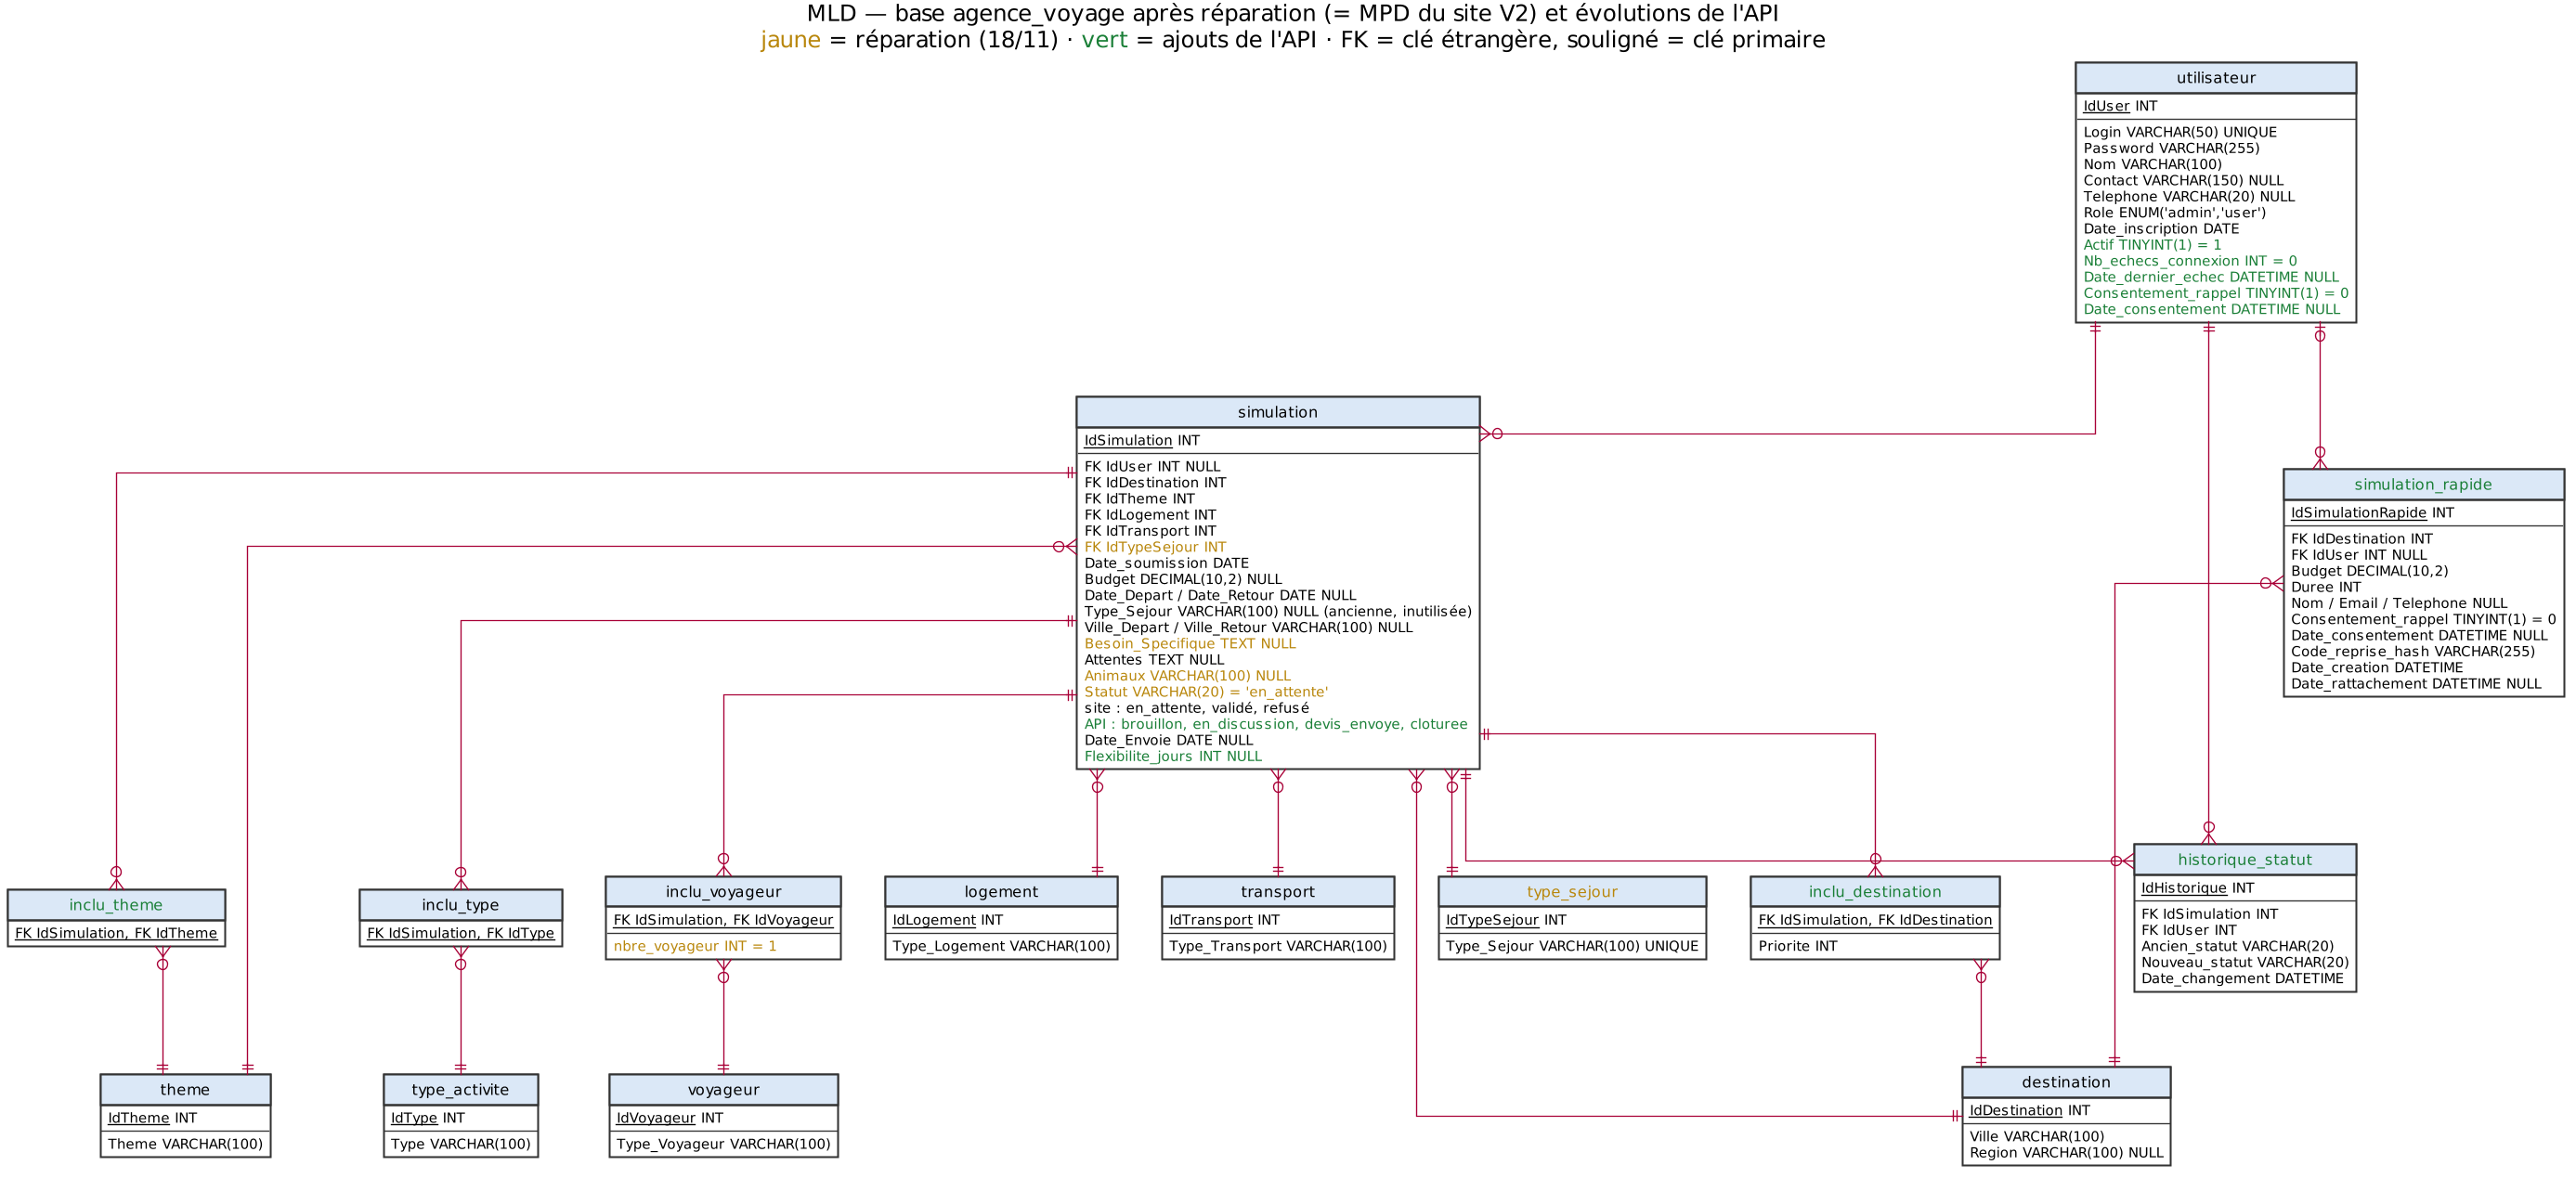 MLD — base agence_voyage après réparation (= MPD du site V2) et évolutions de l'API
jaune = réparation (18/11) · vert = ajouts de l'API · FK = clé étrangère, souligné = clé primaire
utilisateur
IdUser INT
Login VARCHAR(50) UNIQUE
Password VARCHAR(255)
Nom VARCHAR(100)
Contact VARCHAR(150) NULL
Telephone VARCHAR(20) NULL
Role ENUM('admin','user')
Date_inscription DATE
Actif TINYINT(1) = 1
Nb_echecs_connexion INT = 0
Date_dernier_echec DATETIME NULL
Consentement_rappel TINYINT(1) = 0
Date_consentement DATETIME NULL
simulation
IdSimulation INT
FK IdUser INT NULL
FK IdDestination INT
FK IdTheme INT
FK IdLogement INT
FK IdTransport INT
FK IdTypeSejour INT
Date_soumission DATE
Budget DECIMAL(10,2) NULL
Date_Depart / Date_Retour DATE NULL
Type_Sejour VARCHAR(100) NULL (ancienne, inutilisée)
Ville_Depart / Ville_Retour VARCHAR(100) NULL
Besoin_Specifique TEXT NULL
Attentes TEXT NULL
Animaux VARCHAR(100) NULL
Statut VARCHAR(20) = 'en_attente'
site : en_attente, validé, refusé
API : brouillon, en_discussion, devis_envoye, cloturee
Date_Envoie DATE NULL
Flexibilite_jours INT NULL
simulation_rapide
IdSimulationRapide INT
FK IdDestination INT
FK IdUser INT NULL
Budget DECIMAL(10,2)
Duree INT
Nom / Email / Telephone NULL
Consentement_rappel TINYINT(1) = 0
Date_consentement DATETIME NULL
Code_reprise_hash VARCHAR(255)
Date_creation DATETIME
Date_rattachement DATETIME NULL
inclu_theme
FK IdSimulation, FK IdTheme
inclu_type
FK IdSimulation, FK IdType
inclu_voyageur
FK IdSimulation, FK IdVoyageur
nbre_voyageur INT = 1
logement
IdLogement INT
Type_Logement VARCHAR(100)
transport
IdTransport INT
Type_Transport VARCHAR(100)
type_sejour
IdTypeSejour INT
Type_Sejour VARCHAR(100) UNIQUE
inclu_destination
FK IdSimulation, FK IdDestination
Priorite INT
historique_statut
IdHistorique INT
FK IdSimulation INT
FK IdUser INT
Ancien_statut VARCHAR(20)
Nouveau_statut VARCHAR(20)
Date_changement DATETIME
theme
IdTheme INT
Theme VARCHAR(100)
type_activite
IdType INT
Type VARCHAR(100)
voyageur
IdVoyageur INT
Type_Voyageur VARCHAR(100)
destination
IdDestination INT
Ville VARCHAR(100)
Region VARCHAR(100) NULL